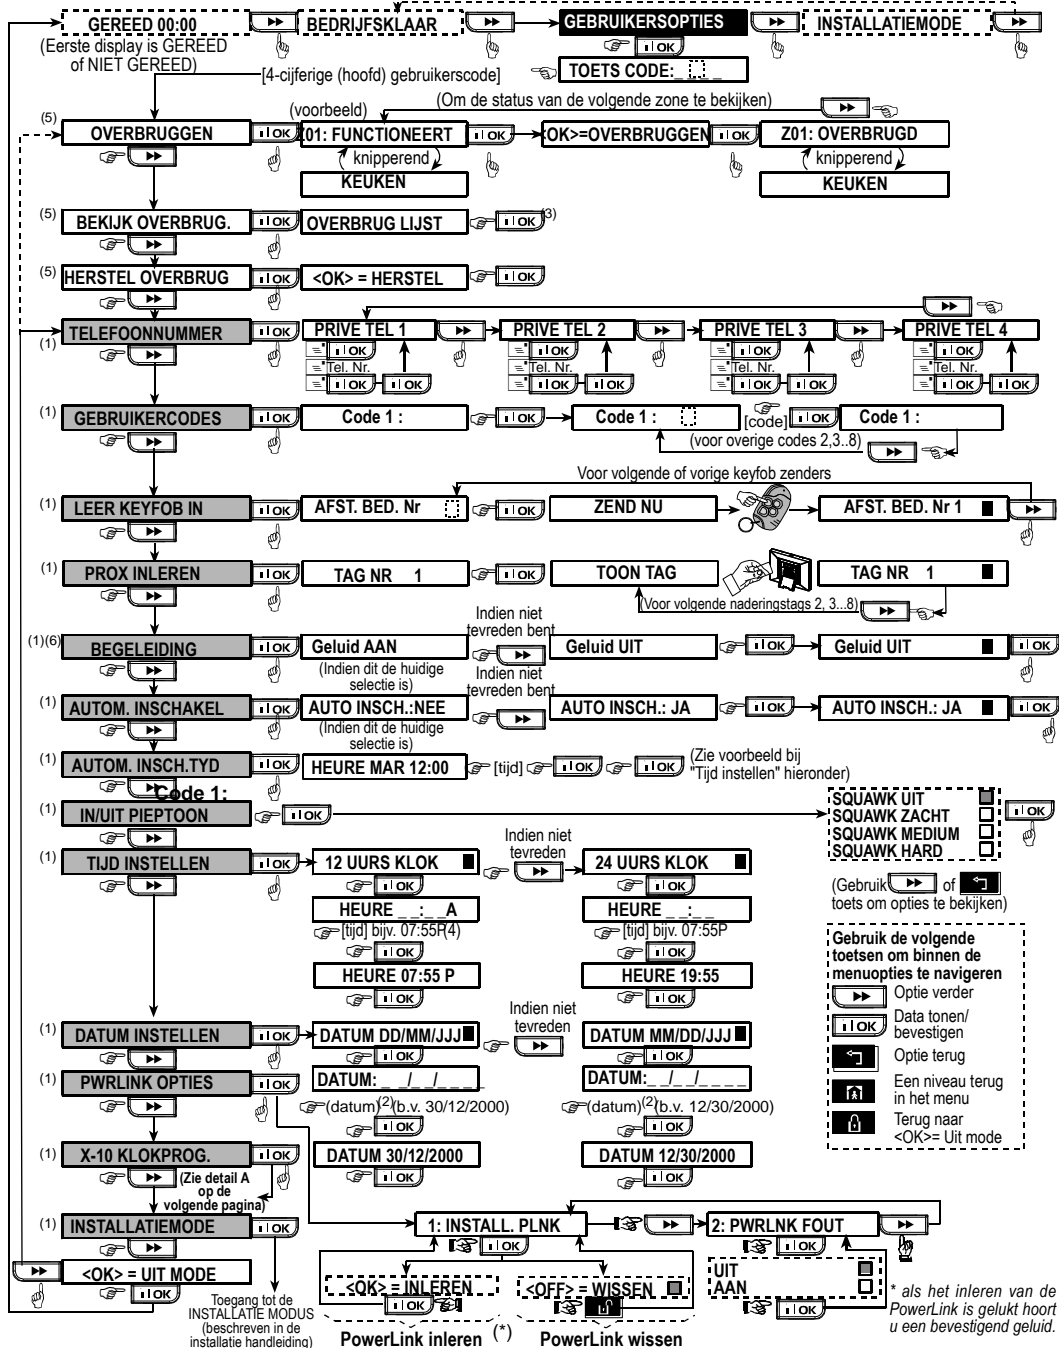 GEREED 00:00
BEDRIJFSKLAAR
GEBRUIKERSOPTIES
INSTALLATIEMODE
(Eerste display is GEREED
of NIET GEREED)
OK
[4-cijferige (hoofd) gebruikerscode]
TOETS CODE:_ _ _ _
(voorbeeld)
(Om de status van de volgende zone te bekijken)
(5)
OVERBRUGGEN
OK
Z01: FUNCTIONEERT
OK
OK>=OVERBRUGGEN
OK
Z01: OVERBRUGD
knipperend
knipperend
KEUKEN
KEUKEN
(5)
BEKIJK OVERBRUG.
OK
OVERBRUG LIJST
OK
(3)
(5)
HERSTEL OVERBRUG
OK
<OK> = HERSTEL
OK
(1)
TELEFOONNUMMER
OK
PRIVE TEL 1
PRIVE TEL 2
PRIVE TEL 3
PRIVE TEL 4
OK
OK
OK
OK
Tel. Nr.
Tel. Nr.
Tel. Nr.
Tel. Nr.
OK OK
OK OK
OK OK
OK OK
(1)
GEBRUIKERCODES
OK
Code 1 :
OK
Code 1 :
[code]
OK
Code 1 :
(voor overige codes 2,3..8)
Voor volgende of vorige keyfob zenders
(1)
LEER KEYFOB IN
OK
AFST. BED. Nr
OK
ZEND NU
AFST. BED. Nr 1
(1)
PROX INLEREN
OK
TAG NR 1
OK
TOON TAG
TAG NR 1
(Voor volgende naderingstags 2, 3...8)
Indien niet
tevreden bent
(1)(6)
BEGELEIDING
OK
Geluid AAN
Geluid UIT
OK
Geluid UIT
OK
(Indien dit de huidige
selectie is)
Indien niet
tevreden bent
(1)
AUTOM. INSCHAKEL
OK
AUTO INSCH.:NEE
AUTO INSCH.: JA
OK
AUTO INSCH.: JA
OK
(Indien dit de huidige
selectie is)
(1)
AUTOM. INSCH.TYD
OK
HEURE MAR 12:00
[tijd]
OK
OK
(Zie voorbeeld bij
"Tijd instellen" hieronder)
Code 1:
(1)
IN/UIT PIEPTOON
OK
SQUAWK UIT
SQUAWK ZACHT
SQUAWK MEDIUM
SQUAWK HARD
OK
(1)
TIJD INSTELLEN
OK
12 UURS KLOK
Indien niet
tevreden
24 UURS KLOK
OK
OK
(Gebruik of
toets om opties te bekijken)
HEURE _ _:_ _ A
HEURE _ _:_ _
[tijd] bijv. 07:55P(4)
[tijd] bijv. 07:55P
OK
OK
HEURE 07:55 P
HEURE 19:55
OK
OK
Gebruik de volgende
toetsen om binnen de
menuopties te navigeren
Optie verder
OK
Data tonen/
bevestigen
Optie terug
Een niveau terug
in het menu
Terug naar
<OK>= Uit mode
(1)
DATUM INSTELLEN
OK
DATUM DD/MM/JJJ
Indien niet
tevreden
DATUM MM/DD/JJJ
OK
OK
(1)
PWRLINK OPTIES
OK
DATUM:_ _/_ _/_ _ _ _
DATUM:_ _/_ _/_ _ _ _
(datum)(2)(b.v. 30/12/2000)
(datum)(2)(b.v. 12/30/2000)
OK
OK
(1)
X-10 KLOKPROG.
OK
DATUM 30/12/2000
DATUM 12/30/2000
OK
OK
(Zie detail A
op de
volgende pagina)
(1)
INSTALLATIEMODE
OK
1: INSTALL. PLNK
2: PWRLNK FOUT
OK
OK
<OK> = UIT MODE
OK
<OK> = INLEREN
<OFF> = WISSEN
UIT
AAN
OK
OK
Toegang tot de
INSTALLATIE MODUS
(beschreven in de
installatie handleiding)
PowerLink inleren
(*)
PowerLink wissen
* als het inleren van de
PowerLink is gelukt hoort
u een bevestigend geluid.